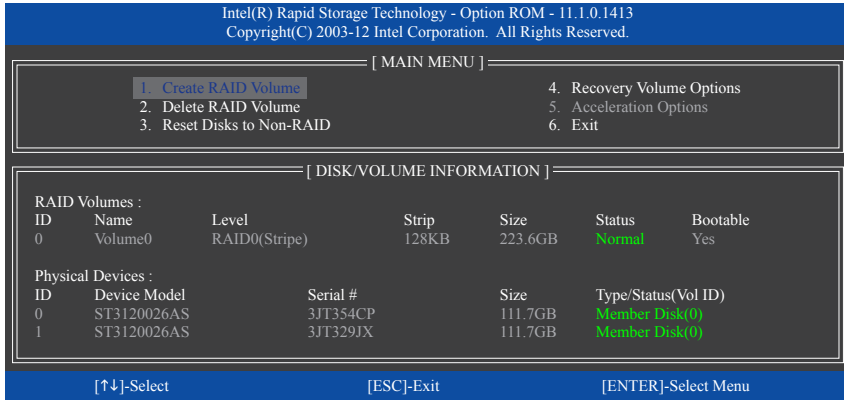 Intel(R) Rapid Storage Technology - Option ROM - 11.1.0.1413
Copyright(C) 2003-12 Intel Corporation. All Rights Reserved.
[ MAIN MENU ]
1. Create RAID Volume
2. Delete RAID Volume
3. Reset Disks to Non-RAID
4. Recovery Volume Options
5. Acceleration Options
6. Exit
[ DISK/VOLUME INFORMATION ]
RAID Volumes :
ID Name Level Strip Size Status Bootable
0 Volume0 RAID0(Stripe) 128KB 223.6GB Normal Yes
Physical Devices :
ID Device Model Serial # Size Type/Status(Vol ID)
0 ST3120026AS 3JT354CP 111.7GB Member Disk(0)
1 ST3120026AS 3JT329JX 111.7GB Member Disk(0)
[↑↓]-Select [ESC]-Exit [ENTER]-Select Menu